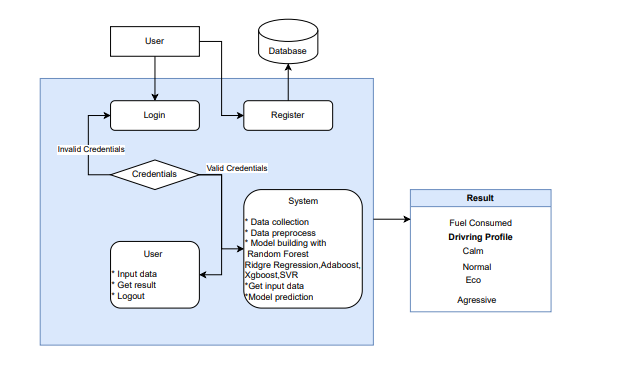 User
Database
Login
Register
Invalid Credentials
Credentials
Valid Credentials
System
* Data collection
* Data preprocess
* Model building with
Random Forest
Ridgre Regression,Adaboost,
Xgboost,SVR
*Get input data
*Model prediction
User
* Input data
* Get result
* Logout
Result
Fuel Consumed
Drivring Profile
Calm
Normal
Eco
Agressive